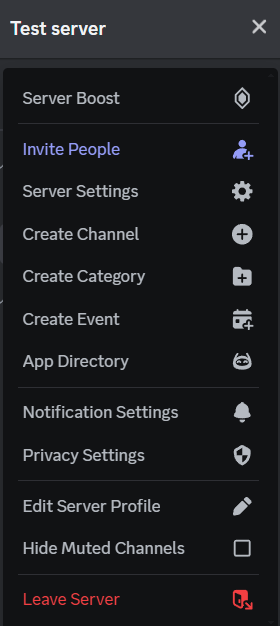 Test server
Server Boost
Invite People
Server Settings
Create Channel
Create Category
Create Event
App Directory
Notification Settings
Privacy Settings
Edit Server Profile
Hide Muted Channels
Leave Server